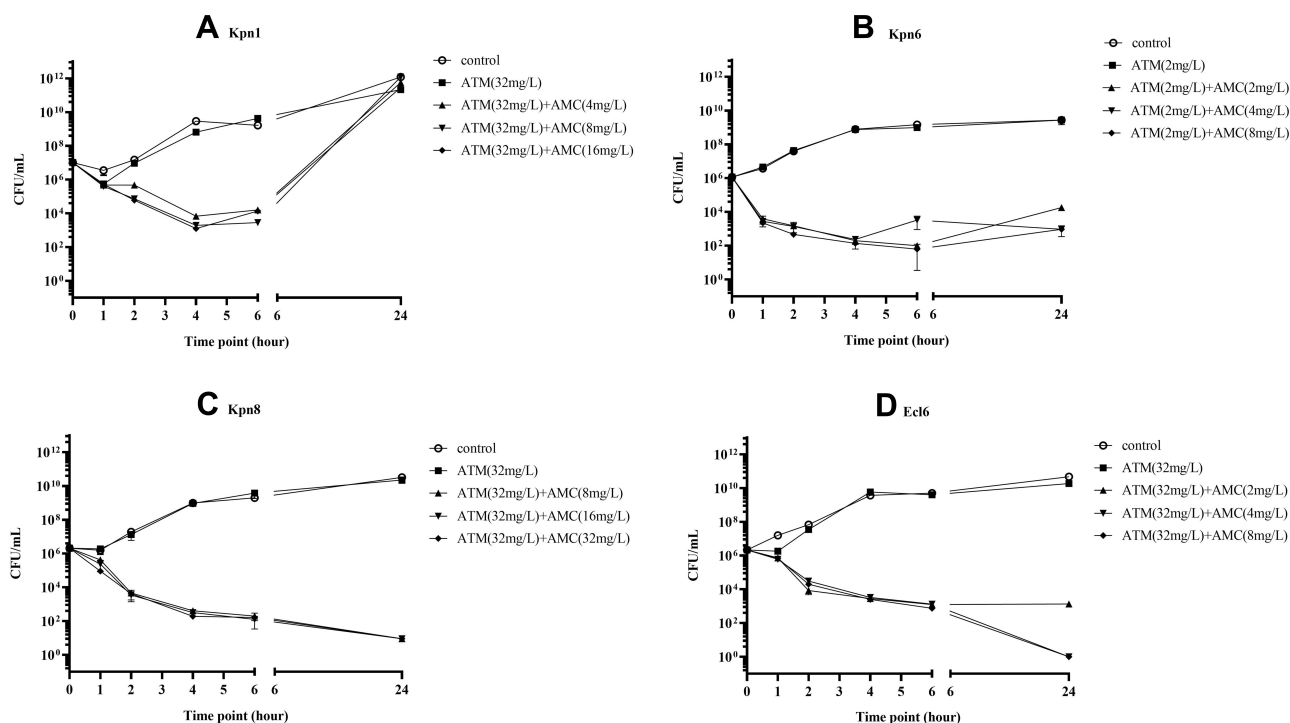 A Kpn1
control
ATM(32mg/L)
ATM(32mg/L)+AMC(4mg/L)
ATM(32mg/L)+AMC(8mg/L)
ATM(32mg/L)+AMC(16mg/L)
CFU/mL
10¹²
10¹⁰
10⁸
10⁶
10⁴
10²
10⁰
0 1 2 3 4 5 6 6 24
Time point (hour)
B Kpn6
control
ATM(2mg/L)
ATM(2mg/L)+AMC(2mg/L)
ATM(2mg/L)+AMC(4mg/L)
ATM(2mg/L)+AMC(8mg/L)
CFU/mL
10¹²
10¹⁰
10⁸
10⁶
10⁴
10²
10⁰
0 1 2 3 4 5 6 6 24
Time point (hour)
C Kpn8
control
ATM(32mg/L)
ATM(32mg/L)+AMC(8mg/L)
ATM(32mg/L)+AMC(16mg/L)
ATM(32mg/L)+AMC(32mg/L)
CFU/mL
10¹²
10¹⁰
10⁸
10⁶
10⁴
10²
10⁰
0 1 2 3 4 5 6 6 24
Time point (hour)
D Ecl6
control
ATM(32mg/L)
ATM(32mg/L)+AMC(2mg/L)
ATM(32mg/L)+AMC(4mg/L)
ATM(32mg/L)+AMC(8mg/L)
CFU/mL
10¹²
10¹⁰
10⁸
10⁶
10⁴
10²
10⁰
0 1 2 3 4 5 6 6 24
Time point (hour)